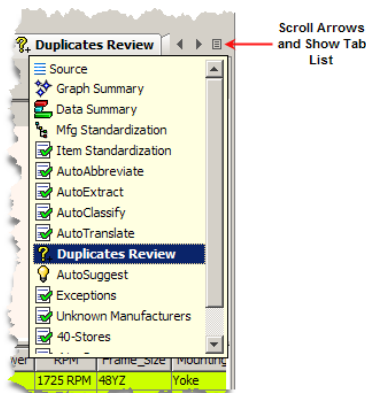 Scroll Arrows
and Show Tab
List
Duplicates Review
Source
Graph Summary
Data Summary
Mfg Standardization
Item Standardization
AutoAbbreviate
AutoExtract
AutoClassify
AutoTranslate
Duplicates Review
AutoSuggest
Exceptions
Unknown Manufacturers
40-Stores
RPM Frame_Size Mounting
1725 RPM 48YZ Yoke